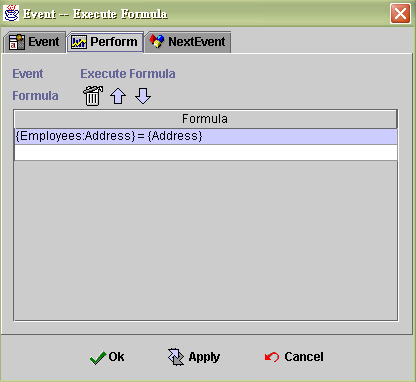 Event -- Execute Formula
Event Perform NextEvent
Event Execute Formula
Formula
Formula
{Employees:Address} = {Address}
Ok Apply Cancel